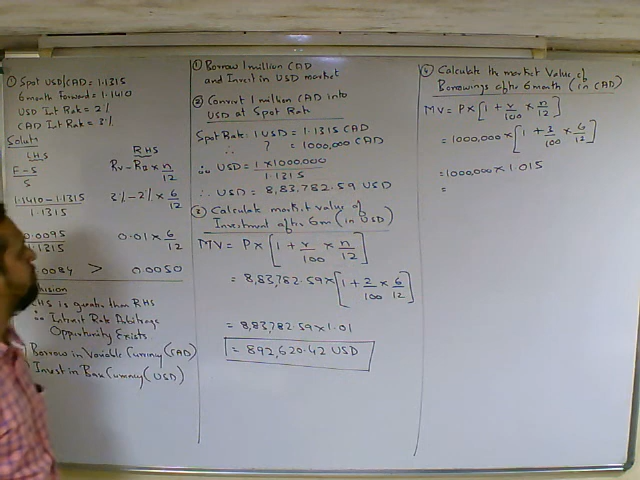 ① Spot USD/CAD = 1.1315
6 month Forward = 1.1410
USD Int Rate = 2%
CAD Int Rate = 3%
LHS
RHS
F-S
S
Rv - RB × n
12
1.1410 - 1.1315
1.1315
3% - 2% × 6
12
0.0095
1.1315
0.01 × 6
12
0.0084 > 0.0050
LHS is greater than RHS
∴ Interest Rate Arbitrage
Opportunity Exists
Borrow in Variable Currency (CAD)
Invest in Base Currency (USD)
① Borrow 1 million CAD
and Invest in USD market
② Convert 1 million CAD into
USD at Spot Rate
Spot Rate: 1 USD = 1.1315 CAD
∴ ? = 1000,000 CAD
∴ USD = 1 × 1000,000
1.1315
∴ USD = 8,83,782.59 USD
③ Calculate market value of
Investment after 6m (in USD)
MV = P × [1 + r/100 × n/12]
= 8,83,782.59 × [1 + 2/100 × 6/12]
= 8,83,782.59 × 1.01
= 892,620.42 USD
④ Calculate the market Value of
Borrowings after 6 month (in CAD)
MV = P × [1 + r/100 × n/12]
= 1000,000 × [1 + 3/100 × 6/12]
= 1000,000 × 1.015
=